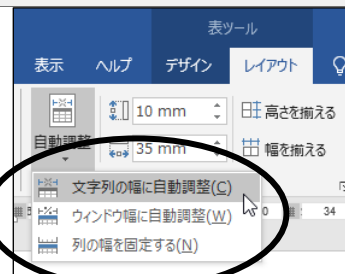 表ツール
表示 ヘルプ デザイン レイアウト
10 mm 高さを揃える
自動調整 35 mm 幅を揃える
文字列の幅に自動調整(C)
ウィンドウ幅に自動調整(W)
列の幅を固定する(N)
34